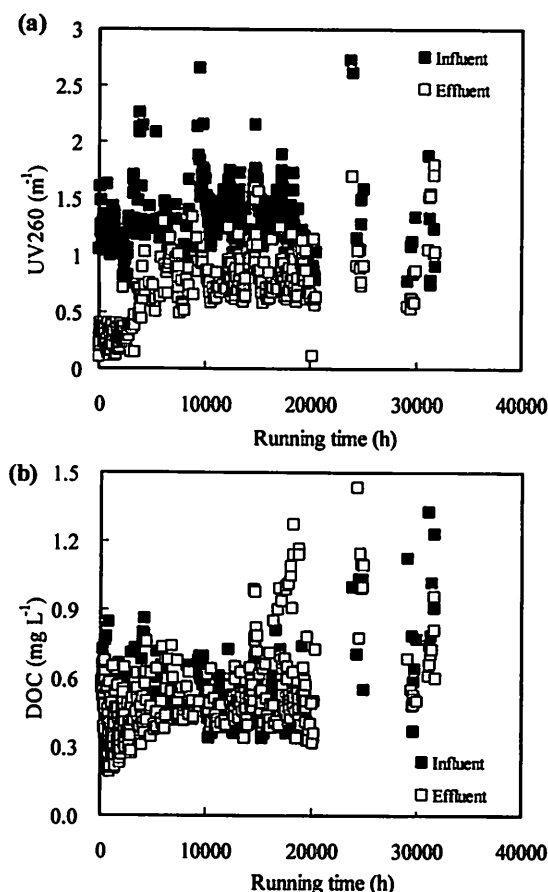 (a)
3
Influent
2.5
Effluent
2
UV260 (m⁻¹)
1.5
1
0.5
0
0 10000 20000 30000 40000
Running time (h)
(b)
1.5
1.2
DOC (mg L⁻¹)
0.9
0.6
0.3
Influent
Effluent
0.0
0 10000 20000 30000 40000
Running time (h)